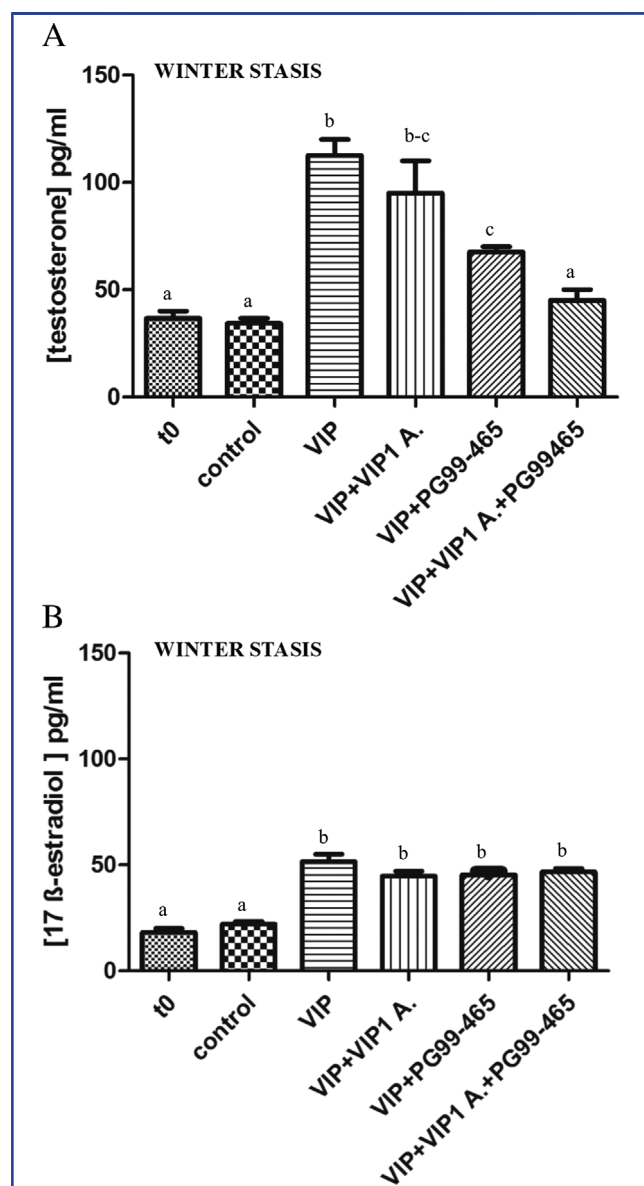 A
WINTER STASIS
[testosterone] pg/ml
150
100
50
0
a
a
b
b-c
c
a
t0
control
VIP
VIP+VIP1 A.
VIP+PG99-465
VIP+VIP1 A.+PG99465
B
WINTER STASIS
[17 ß-estradiol ] pg/ml
150
100
50
0
a
a
b
b
b
b
t0
control
VIP
VIP+VIP1 A.
VIP+PG99-465
VIP+VIP1 A.+PG99-465